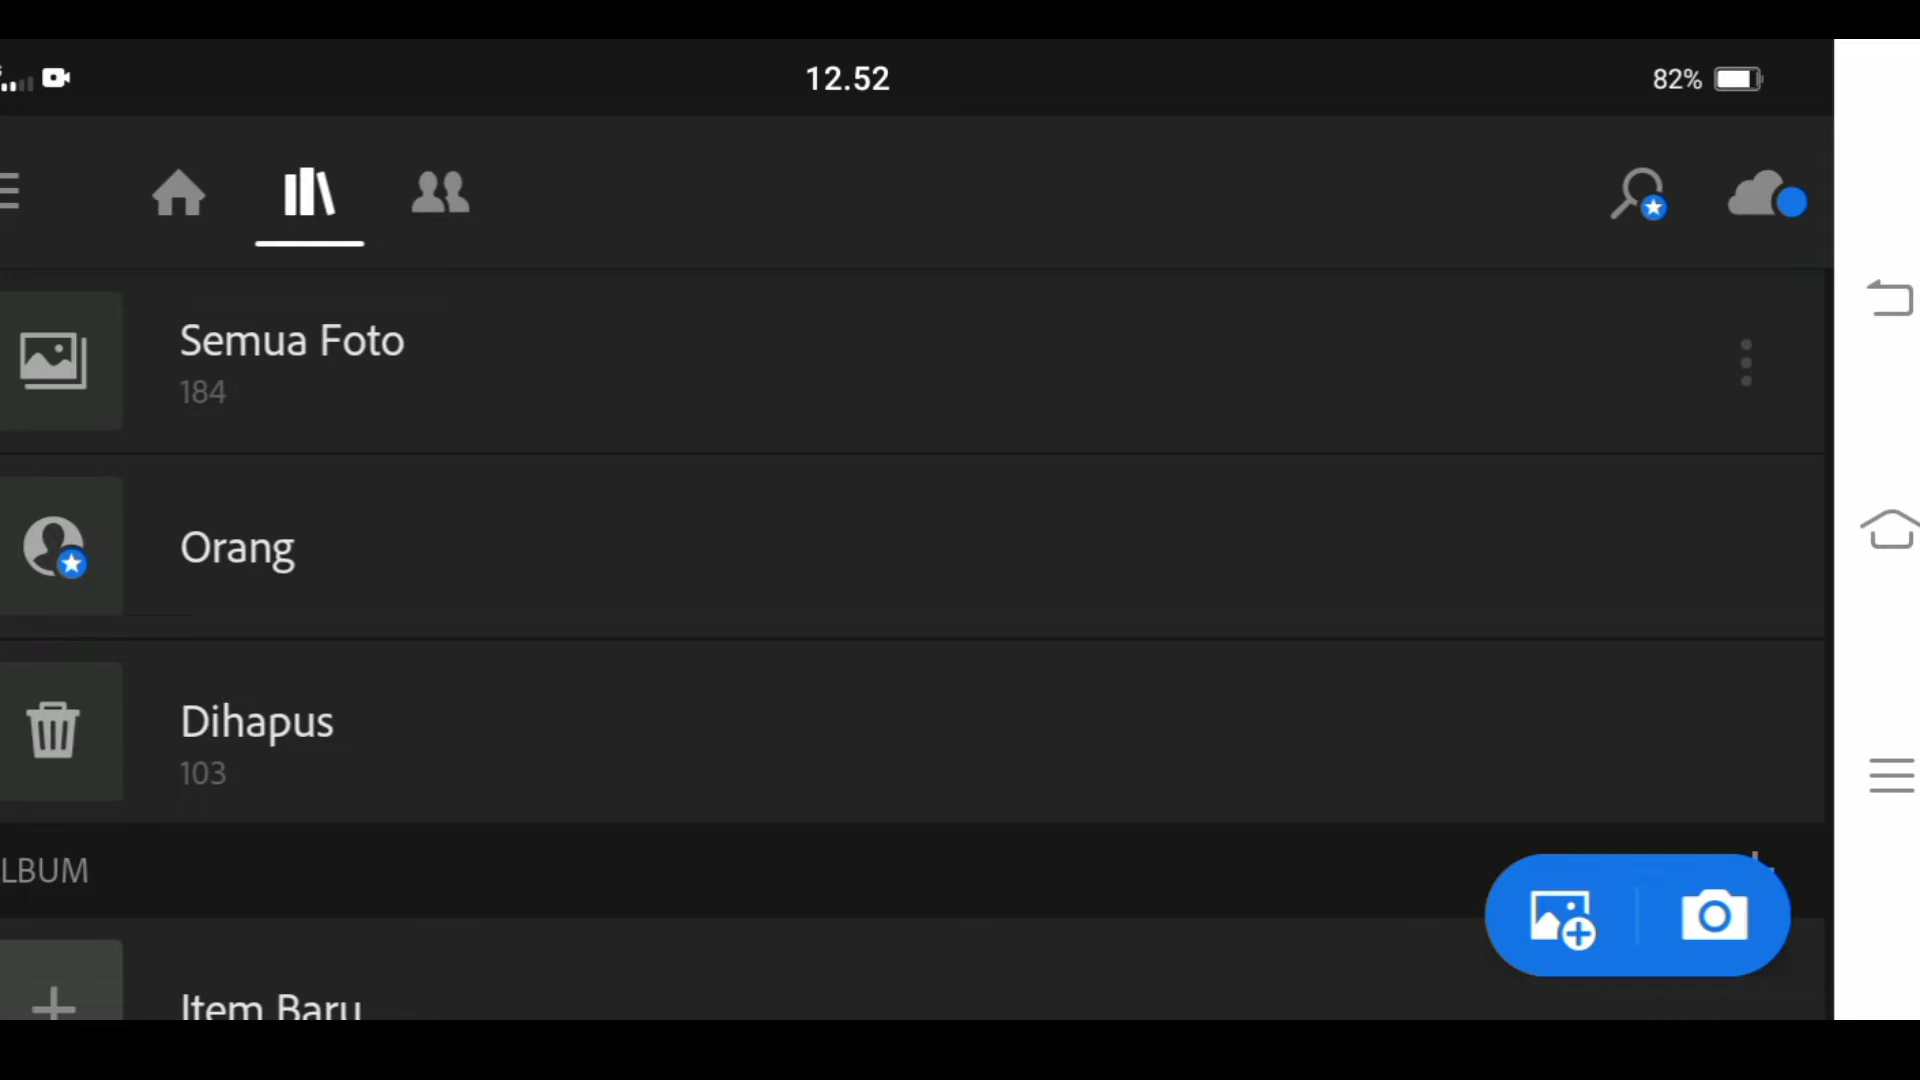 12.52
82%
Semua Foto
184
Orang
Dihapus
103
LBUM
Item Baru